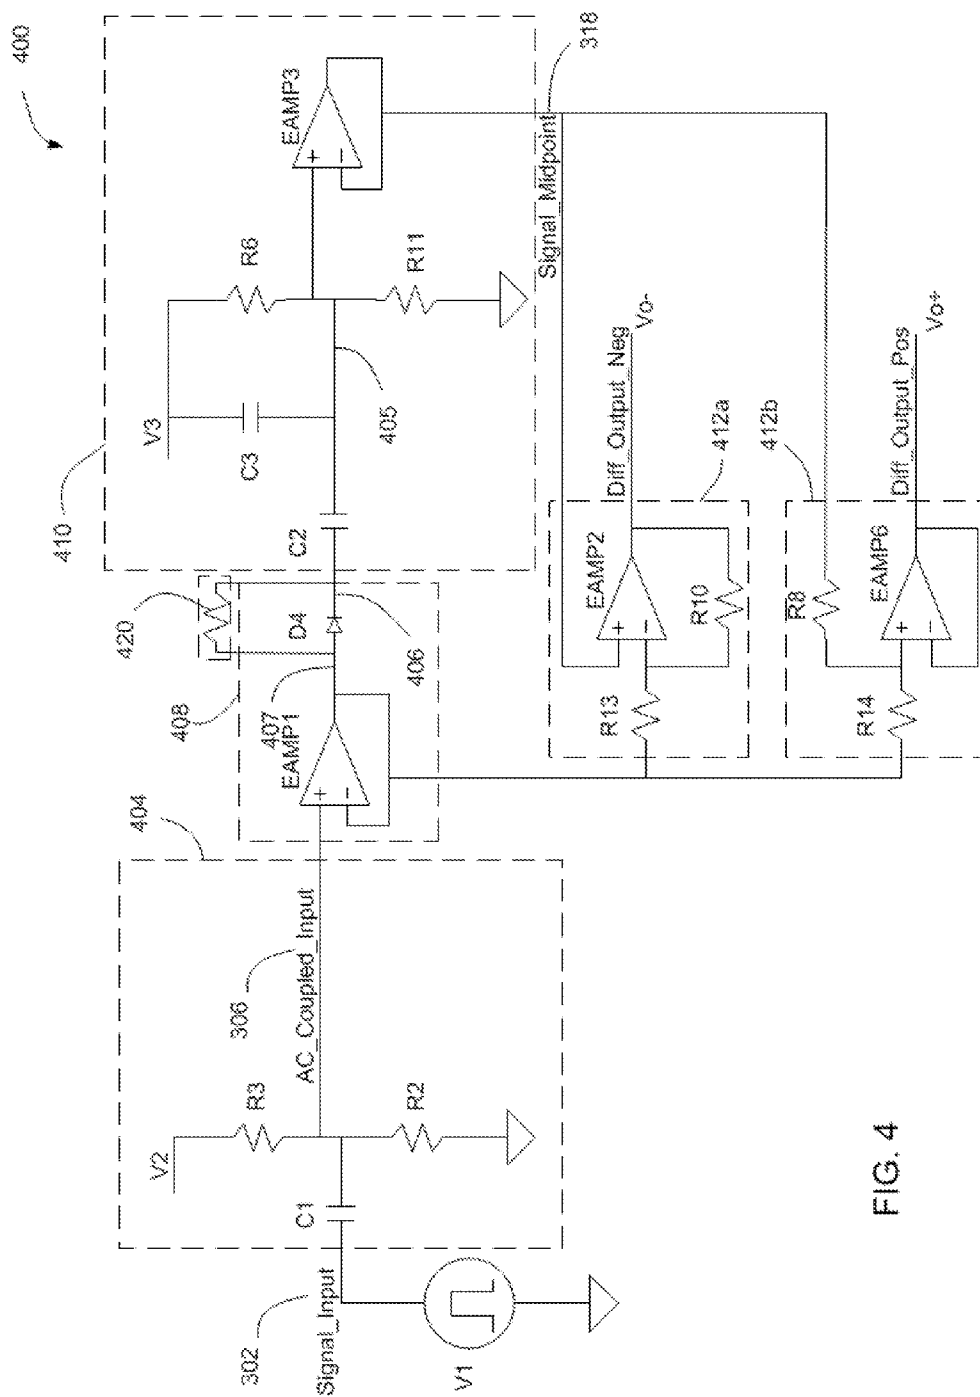 400
410
V3
C3
R6
R11
EAMP3
C2
405
318
Signal_Midpoint
420
D4
408
407
EAMP1
406
404
AC_Coupled_Input
306
V2
R3
R2
C1
302
Signal_Input
V1
412a
Diff_Output_Neg
Vo-
EAMP2
R10
R13
412b
Diff_Output_Pos
Vo+
R8
EAMP6
R14
FIG. 4